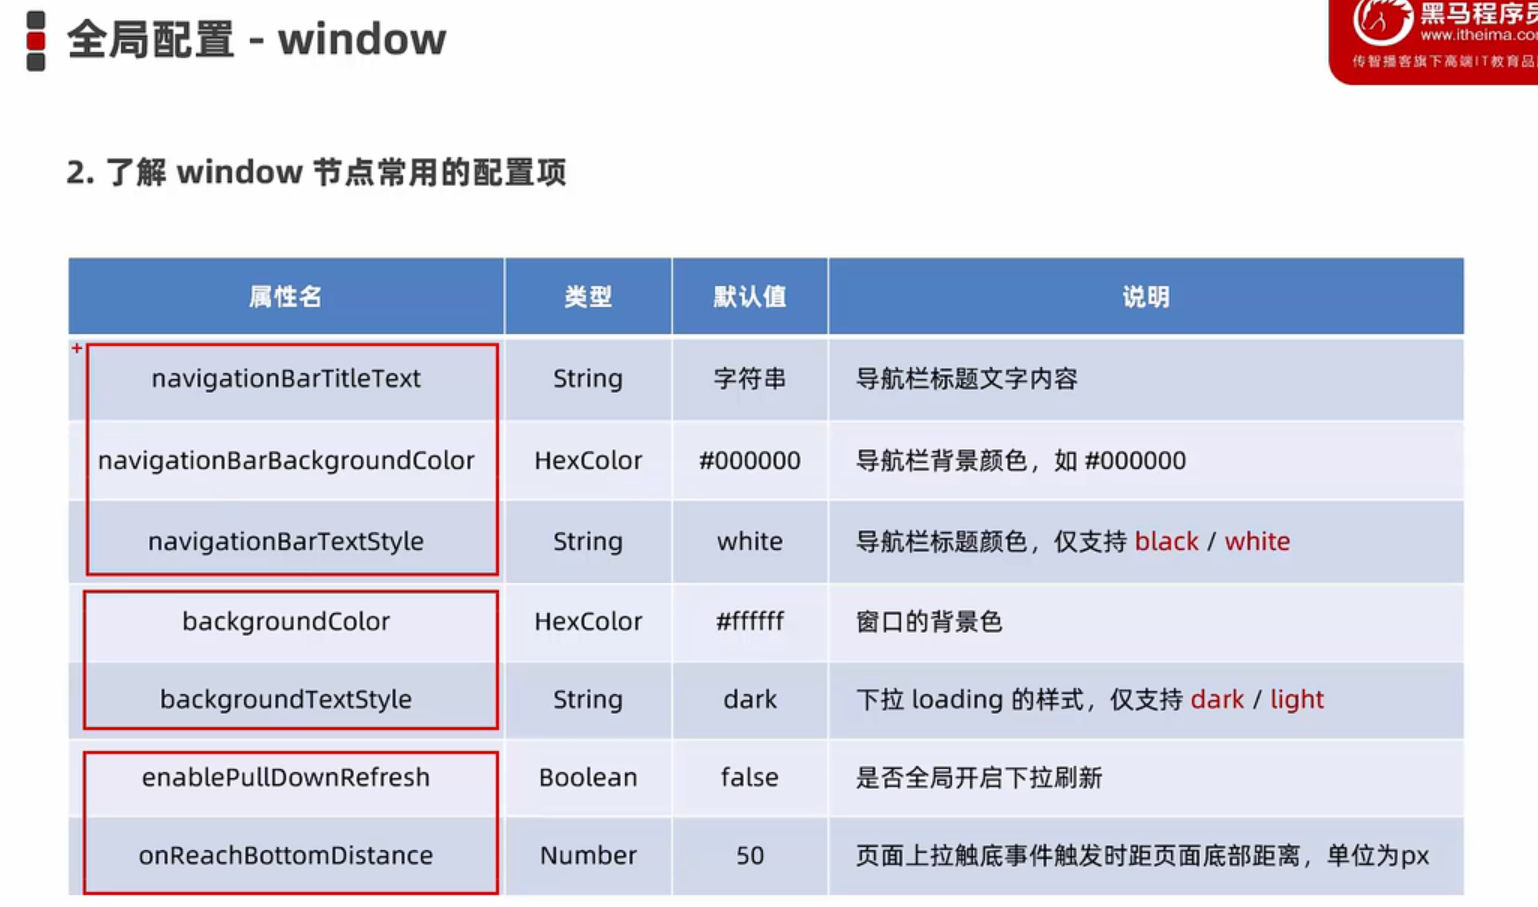 全局配置 - window
黑马程序员
www.itheima.com
传智播客旗下高端IT教育品
2. 了解 window 节点常用的配置项
属性名 类型 默认值 说明
navigationBarTitleText String 字符串 导航栏标题文字内容
navigationBarBackgroundColor HexColor #000000 导航栏背景颜色，如 #000000
navigationBarTextStyle String white 导航栏标题颜色，仅支持 black / white
backgroundColor HexColor #ffffff 窗口的背景色
backgroundTextStyle String dark 下拉 loading 的样式，仅支持 dark / light
enablePullDownRefresh Boolean false 是否全局开启下拉刷新
onReachBottomDistance Number 50 页面上拉触底事件触发时距页面底部距离，单位为px